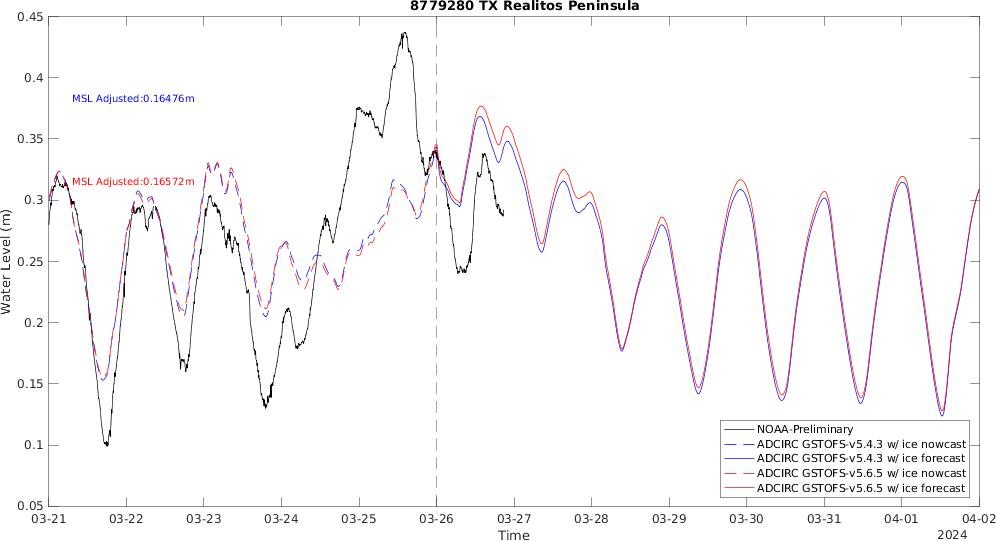 8779280 TX Realitos Peninsula
0.45
0.4
0.35
0.3
0.25
0.2
0.15
0.1
0.05
Water Level (m)
MSL Adjusted:0.16476m
MSL Adjusted:0.16572m
NOAA-Preliminary
ADCIRC GSTOFS-v5.4.3 w/ ice nowcast
ADCIRC GSTOFS-v5.4.3 w/ ice forecast
ADCIRC GSTOFS-v5.6.5 w/ ice nowcast
ADCIRC GSTOFS-v5.6.5 w/ ice forecast
03-21 03-22 03-23 03-24 03-25 03-26 03-27 03-28 03-29 03-30 03-31 04-01 04-02
Time
2024